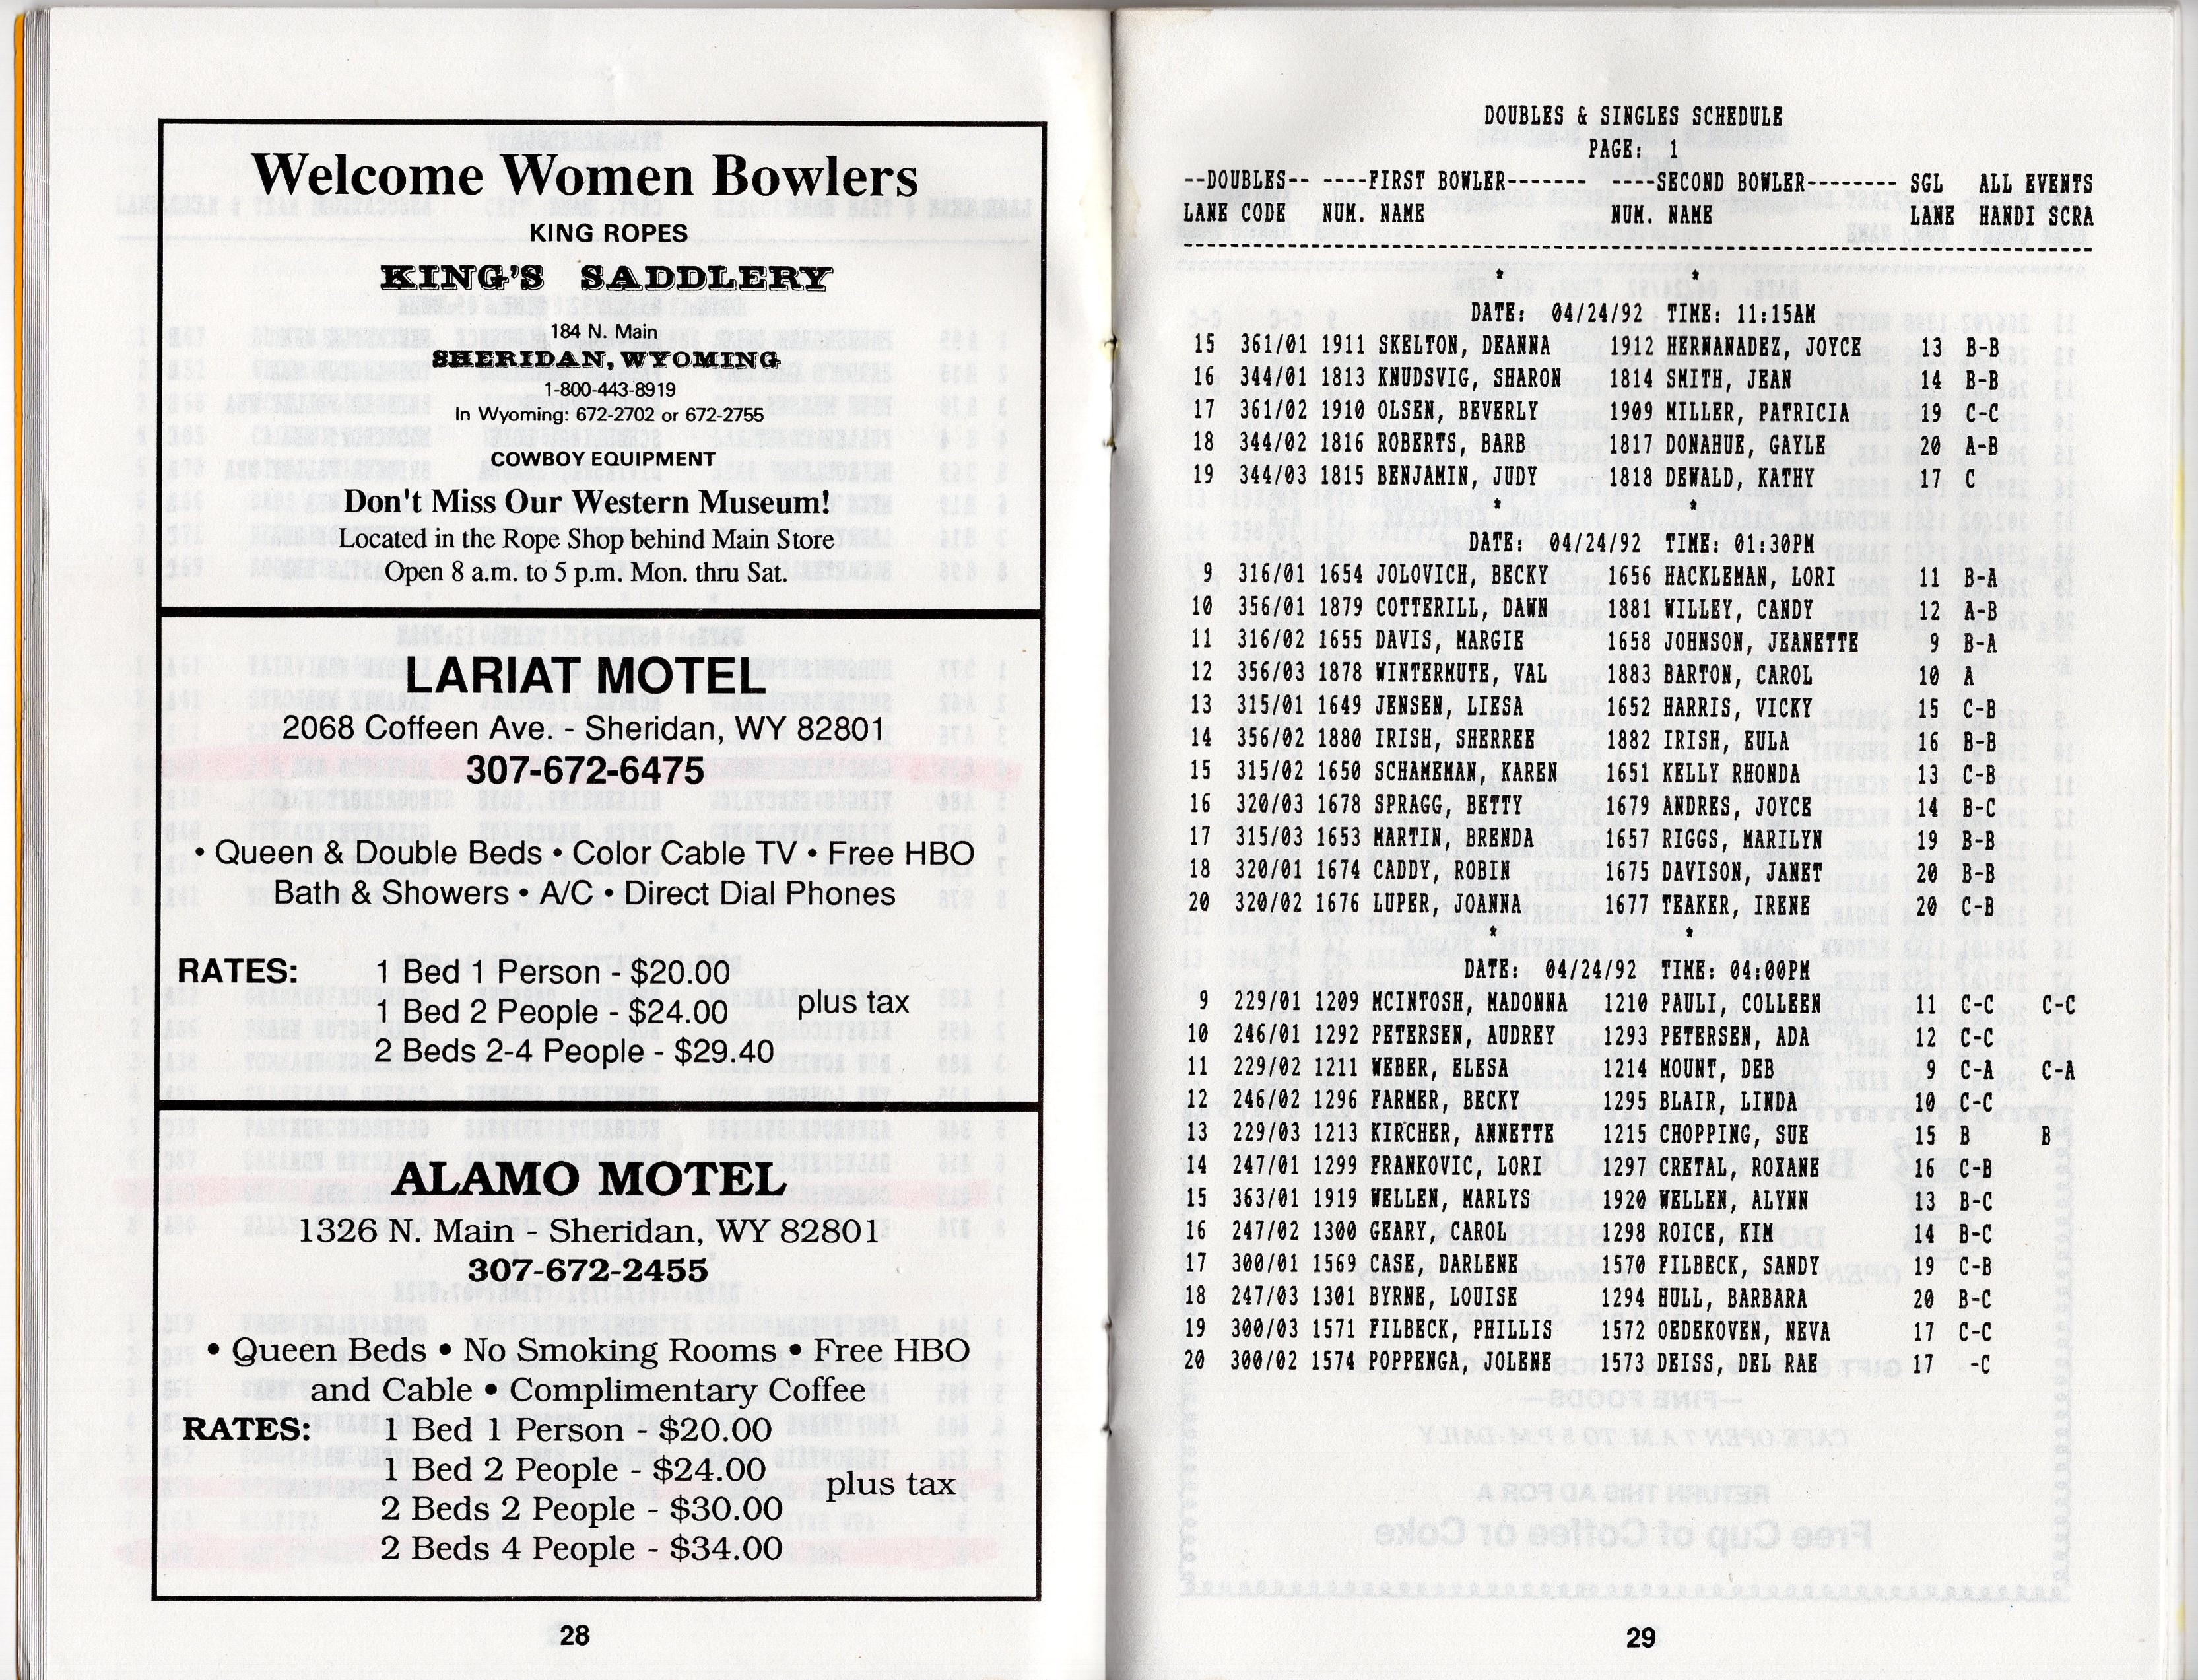 Welcome Women Bowlers
KING ROPES
KING'S SADDLERY
184 N. Main
SHERIDAN, WYOMING
1-800-443-8919
In Wyoming: 672-2702 or 672-2755
COWBOY EQUIPMENT
Don't Miss Our Western Museum!
Located in the Rope Shop behind Main Store
Open 8 a.m. to 5 p.m. Mon. thru Sat.
LARIAT MOTEL
2068 Coffeen Ave. - Sheridan, WY 82801
307-672-6475
• Queen & Double Beds • Color Cable TV • Free HBO
Bath & Showers • A/C • Direct Dial Phones
RATES: 1 Bed 1 Person - $20.00
1 Bed 2 People - $24.00 plus tax
2 Beds 2-4 People - $29.40
ALAMO MOTEL
1326 N. Main - Sheridan, WY 82801
307-672-2455
• Queen Beds • No Smoking Rooms • Free HBO
and Cable • Complimentary Coffee
RATES: 1 Bed 1 Person - $20.00
1 Bed 2 People - $24.00 plus tax
2 Beds 2 People - $30.00
2 Beds 4 People - $34.00
28
DOUBLES & SINGLES SCHEDULE
PAGE: 1
--DOUBLES-- ----FIRST BOWLER------- ----SECOND BOWLER-------- SGL ALL EVENTS
LANE CODE NUM. NAME NUM. NAME LANE HANDI SCRA
* *
DATE: 04/24/92 TIME: 11:15AM
15 361/01 1911 SKELTON, DEANNA 1912 HERNANADEZ, JOYCE 13 B-B
16 344/01 1813 KNUDSVIG, SHARON 1814 SMITH, JEAN 14 B-B
17 361/02 1910 OLSEN, BEVERLY 1909 MILLER, PATRICIA 19 C-C
18 344/02 1816 ROBERTS, BARB 1817 DONAHUE, GAYLE 20 A-B
19 344/03 1815 BENJAMIN, JUDY 1818 DEWALD, KATHY 17 C
* *
DATE: 04/24/92 TIME: 01:30PM
9 316/01 1654 JOLOVICH, BECKY 1656 HACKLEMAN, LORI 11 B-A
10 356/01 1879 COTTERILL, DAWN 1881 WILLEY, CANDY 12 A-B
11 316/02 1655 DAVIS, MARGIE 1658 JOHNSON, JEANETTE 9 B-A
12 356/03 1878 WINTERMUTE, VAL 1883 BARTON, CAROL 10 A
13 315/01 1649 JENSEN, LIESA 1652 HARRIS, VICKY 15 C-B
14 356/02 1880 IRISH, SHERREE 1882 IRISH, EULA 16 B-B
15 315/02 1650 SCHAMEMAN, KAREN 1651 KELLY RHONDA 13 C-B
16 320/03 1678 SPRAGG, BETTY 1679 ANDRES, JOYCE 14 B-C
17 315/03 1653 MARTIN, BRENDA 1657 RIGGS, MARILYN 19 B-B
18 320/01 1674 CADDY, ROBIN 1675 DAVISON, JANET 20 B-B
20 320/02 1676 LUPER, JOANNA 1677 TEAKER, IRENE 20 C-B
* *
DATE: 04/24/92 TIME: 04:00PM
9 229/01 1209 MCINTOSH, MADONNA 1210 PAULI, COLLEEN 11 C-C C-C
10 246/01 1292 PETERSEN, AUDREY 1293 PETERSEN, ADA 12 C-C
11 229/02 1211 WEBER, ELESA 1214 MOUNT, DEB 9 C-A C-A
12 246/02 1296 FARMER, BECKY 1295 BLAIR, LINDA 10 C-C
13 229/03 1213 KIRCHER, ANNETTE 1215 CHOPPING, SUE 15 B B
14 247/01 1299 FRANKOVIC, LORI 1297 CRETAL, ROXANE 16 C-B
15 363/01 1919 WELLEN, MARLYS 1920 WELLEN, ALYNN 13 B-C
16 247/02 1300 GEARY, CAROL 1298 ROICE, KIM 14 B-C
17 300/01 1569 CASE, DARLENE 1570 FILBECK, SANDY 19 C-B
18 247/03 1301 BYRNE, LOUISE 1294 HULL, BARBARA 20 B-C
19 300/03 1571 FILBECK, PHILLIS 1572 OEDEKOVEN, NEVA 17 C-C
20 300/02 1574 POPPENGA, JOLENE 1573 DEISS, DEL RAE 17 -C
29